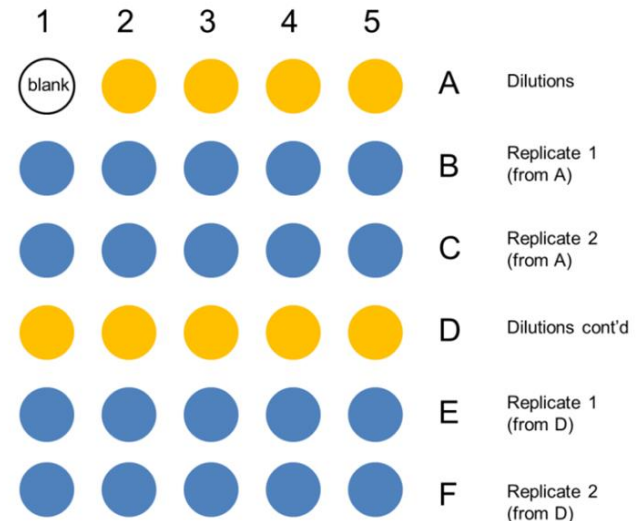 1 2 3 4 5
blank A Dilutions
B Replicate 1
(from A)
C Replicate 2
(from A)
D Dilutions cont'd
E Replicate 1
(from D)
F Replicate 2
(from D)